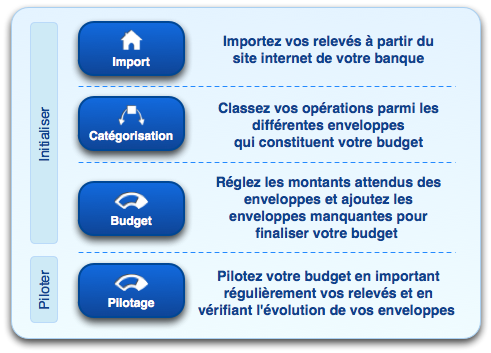 Initialiser
Import
Importez vos relevés à partir du
site internet de votre banque
Catégorisation
Classez vos opérations parmi les
différentes enveloppes
qui constituent votre budget
Budget
Réglez les montants attendus des
enveloppes et ajoutez les
enveloppes manquantes pour
finaliser votre budget
Piloter
Pilotage
Pilotez votre budget en important
régulièrement vos relevés et en
vérifiant l'évolution de vos enveloppes